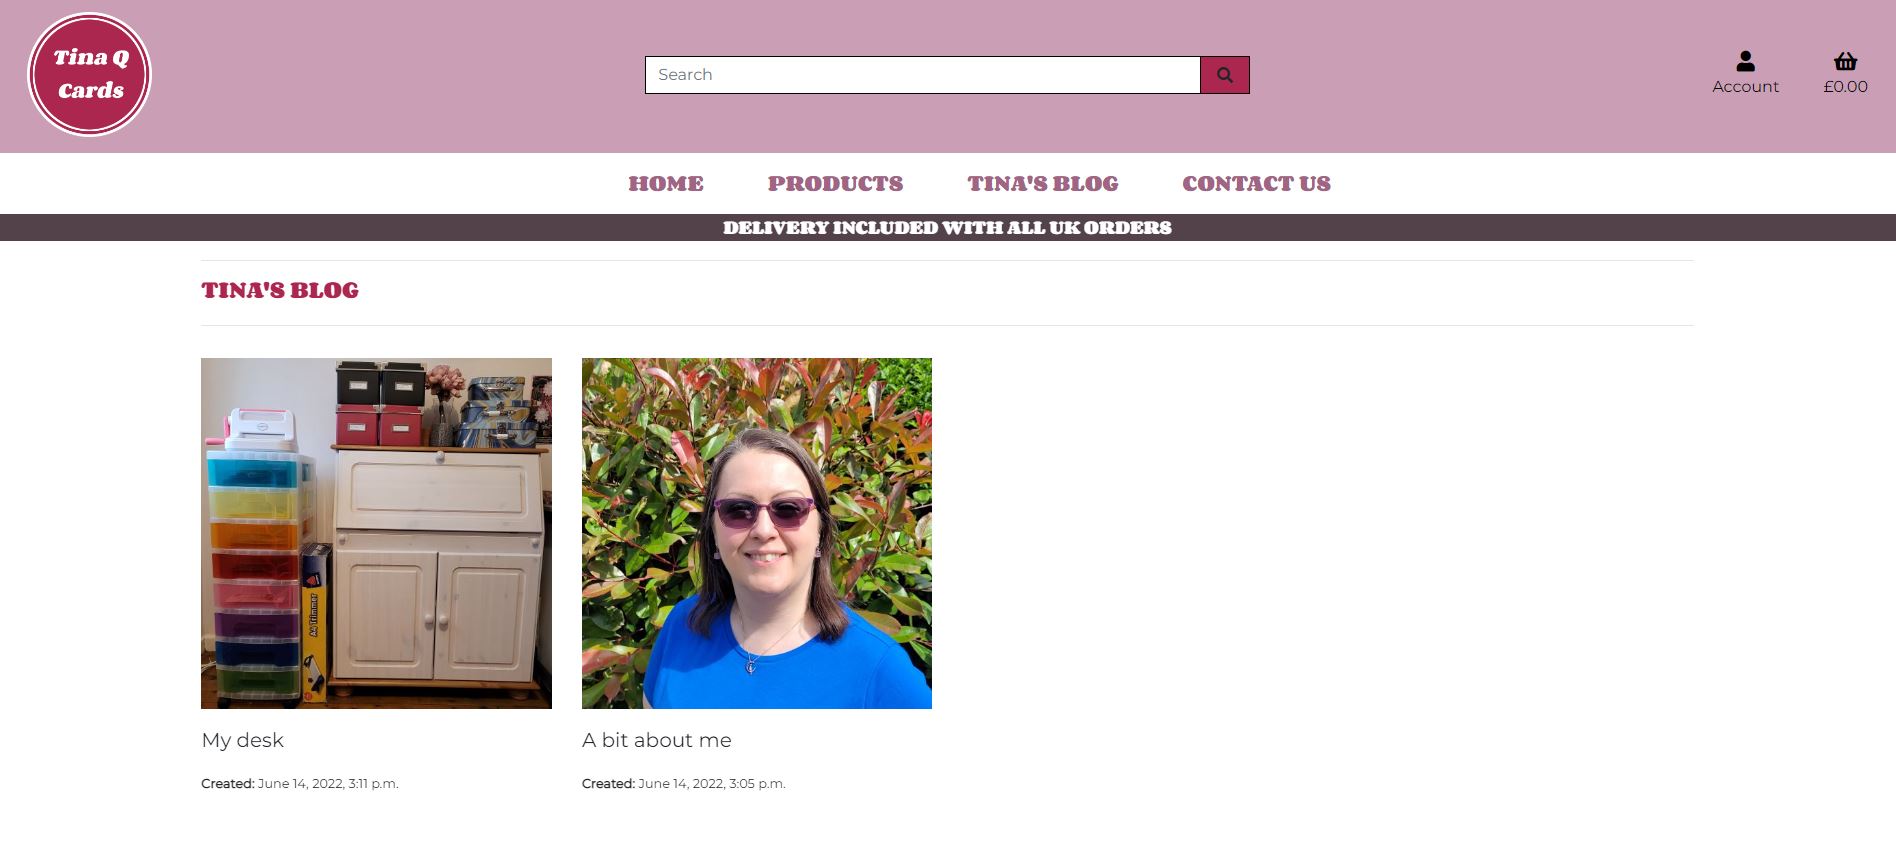 Tina Q
Cards
Search
Account
£0.00
HOME
PRODUCTS
TINA'S BLOG
CONTACT US
DELIVERY INCLUDED WITH ALL UK ORDERS
TINA'S BLOG
A4 Trimmer
My desk
A bit about me
Created: June 14, 2022, 3:11 p.m.
Created: June 14, 2022, 3:05 p.m.